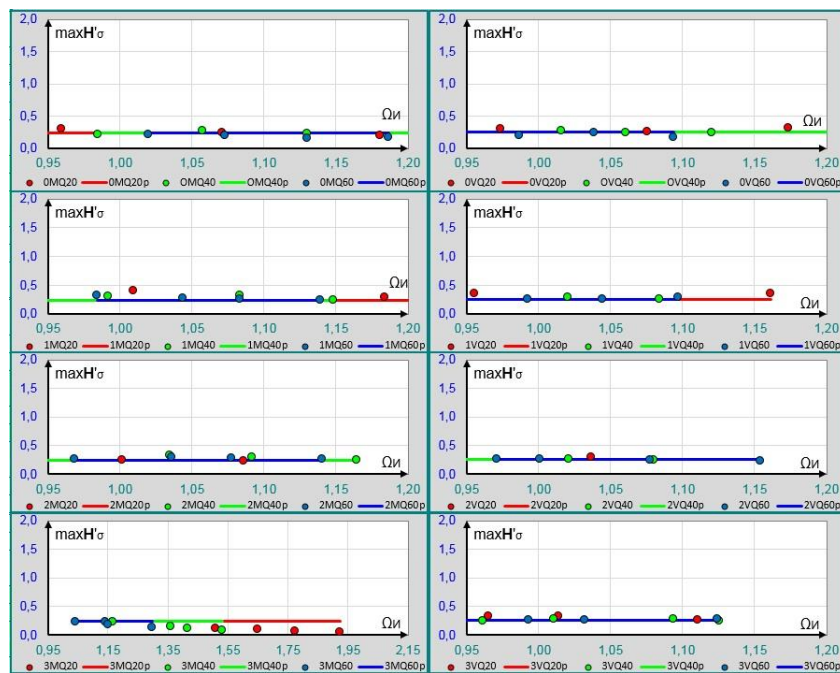 2,0 maxH'σ
1,5
1,0
0,5 Ωи
0,0
0,95 1,00 1,05 1,10 1,15 1,20
0MQ20 0MQ20p OMQ40 OMQ40p 0MQ60 0MQ60p
2,0 maxH'σ
1,5
1,0
0,5 Ωи
0,0
0,95 1,00 1,05 1,10 1,15 1,20
0VQ20 0VQ20p OVQ40 OVQ40p 0VQ60 0VQ60p
2,0 maxH'σ
1,5
1,0
0,5 Ωи
0,0
0,95 1,00 1,05 1,10 1,15 1,20
1MQ20 1MQ20p 1MQ40 1MQ40p 1MQ60 1MQ60p
2,0 maxH'σ
1,5
1,0
0,5 Ωи
0,0
0,95 1,00 1,05 1,10 1,15 1,20
1VQ20 1VQ20p 1VQ40 1VQ40p 1VQ60 1VQ60p
2,0 maxH'σ
1,5
1,0
0,5 Ωи
0,0
0,95 1,00 1,05 1,10 1,15 1,20
2MQ20 2MQ20p 2MQ40 2MQ40p 2MQ60 2MQ60p
2,0 maxH'σ
1,5
1,0
0,5 Ωи
0,0
0,95 1,00 1,05 1,10 1,15 1,20
2VQ20 2VQ20p 2VQ40 2VQ40p 2VQ60 2VQ60p
2,0 maxH'σ
1,5
1,0
0,5 Ωи
0,0
0,95 1,15 1,35 1,55 1,75 1,95 2,15
3MQ20 3MQ20p 3MQ40 3MQ40p 3MQ60 3MQ60p
2,0 maxH'σ
1,5
1,0
0,5 Ωи
0,0
0,95 1,00 1,05 1,10 1,15 1,20
3VQ20 3VQ20p 3VQ40 3VQ40p 3VQ60 3VQ60p